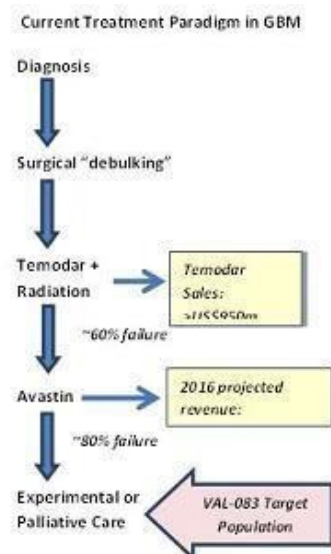 Current Treatment Paradigm in GBM
Diagnosis
Surgical “debulking”
Temodar +
Radiation
Temodar
Sales:
~60% failure
Avastin
2016 projected
revenue:
~80% failure
Experimental or
Palliative Care
VAL-083 Target
Population